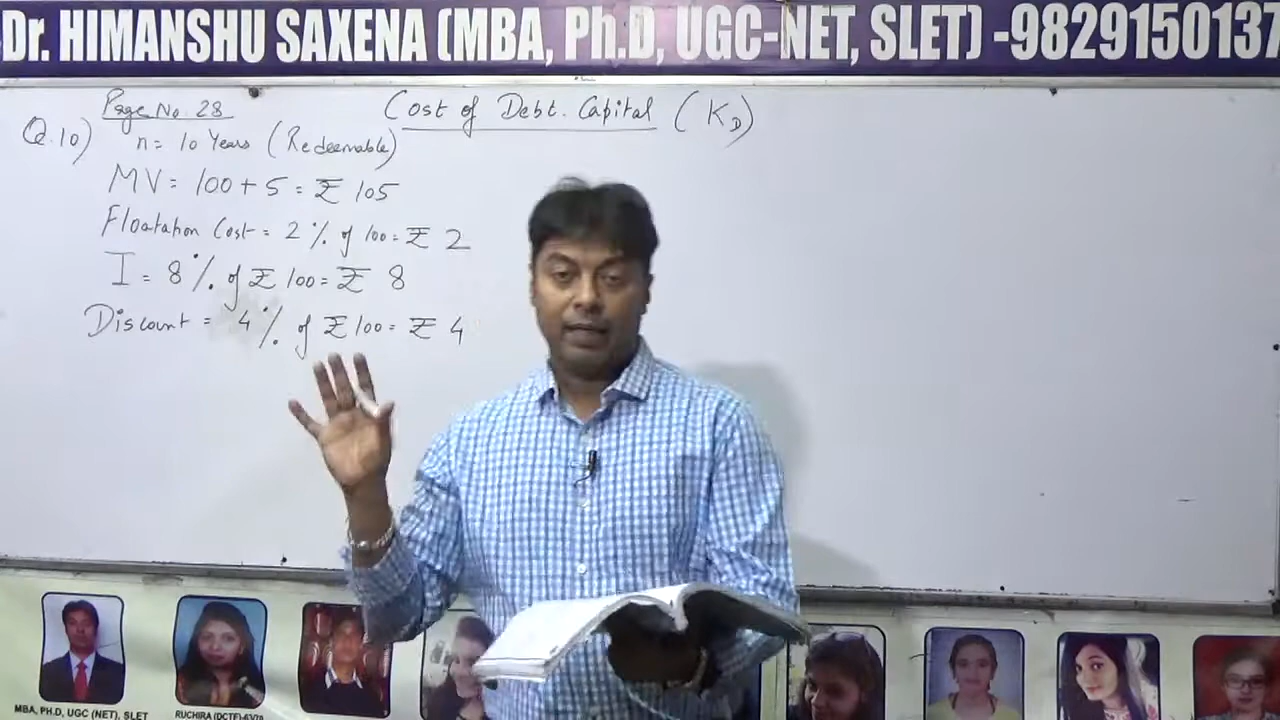 Dr. HIMANSHU SAXENA (MBA, Ph.D, UGC-NET, SLET) -9829150137
Page No. 28
Cost of Debt. Capital (KD)
Q.10) n = 10 Years (Redeemable)
MV = 100 + 5 = ₹ 105
Floatation Cost = 2 % of 100 = ₹ 2
I = 8 % of ₹ 100 = ₹ 8
Discount = 4 % of ₹ 100 = ₹ 4
MBA, PH.D, UGC (NET), SLET